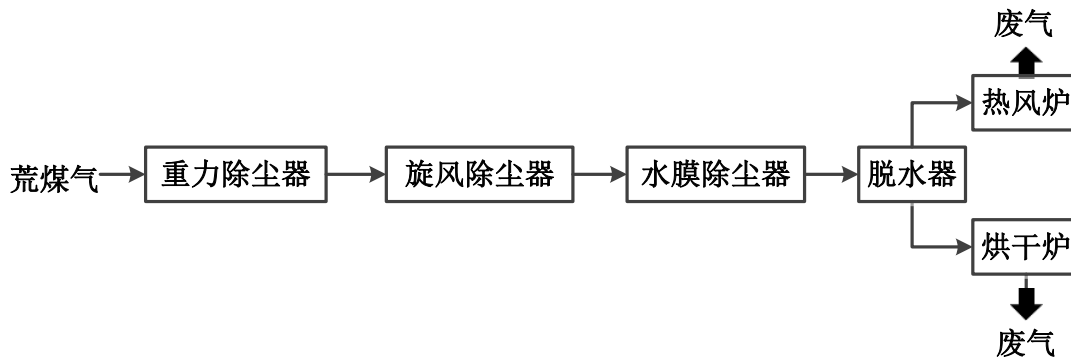 废气
热风炉
荒煤气
重力除尘器
旋风除尘器
水膜除尘器
脱水器
烘干炉
废气